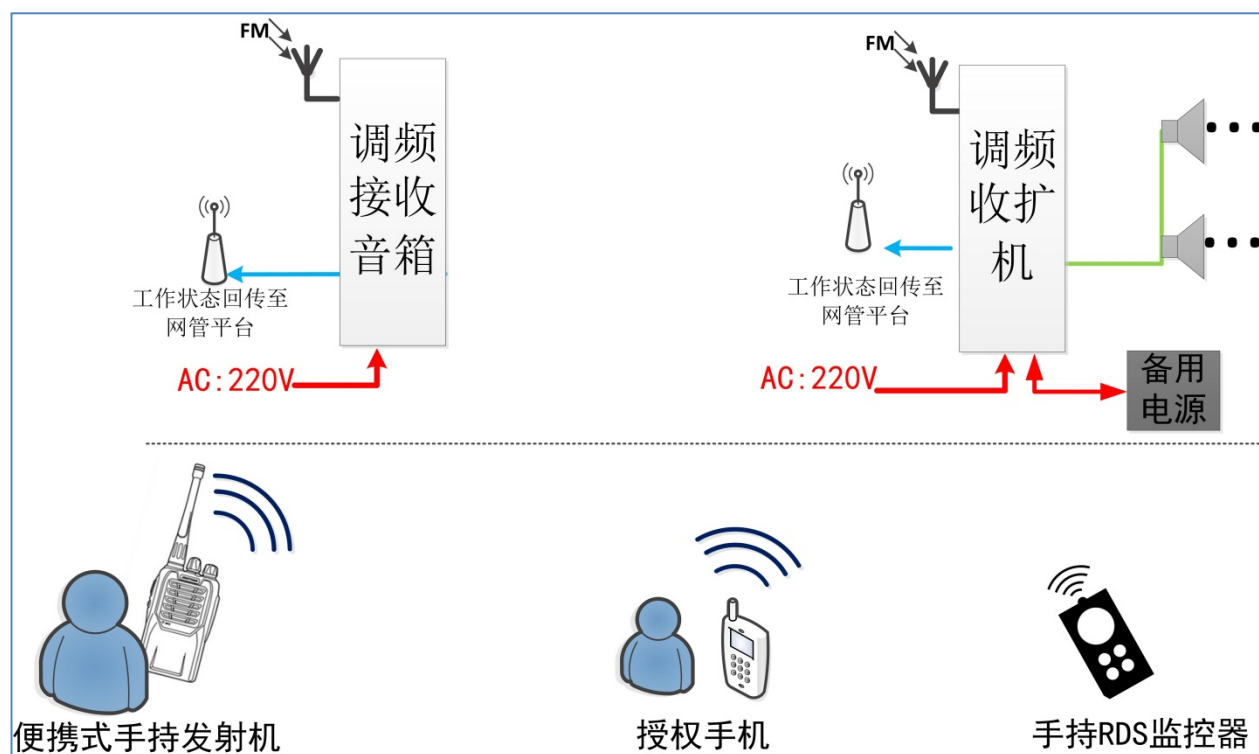 FM
调频
接收
音箱
工作状态回传至
网管平台
AC:220V
FM
调频
收扩
机
工作状态回传至
网管平台
AC:220V
备用
电源
便携式手持发射机
授权手机
手持RDS监控器